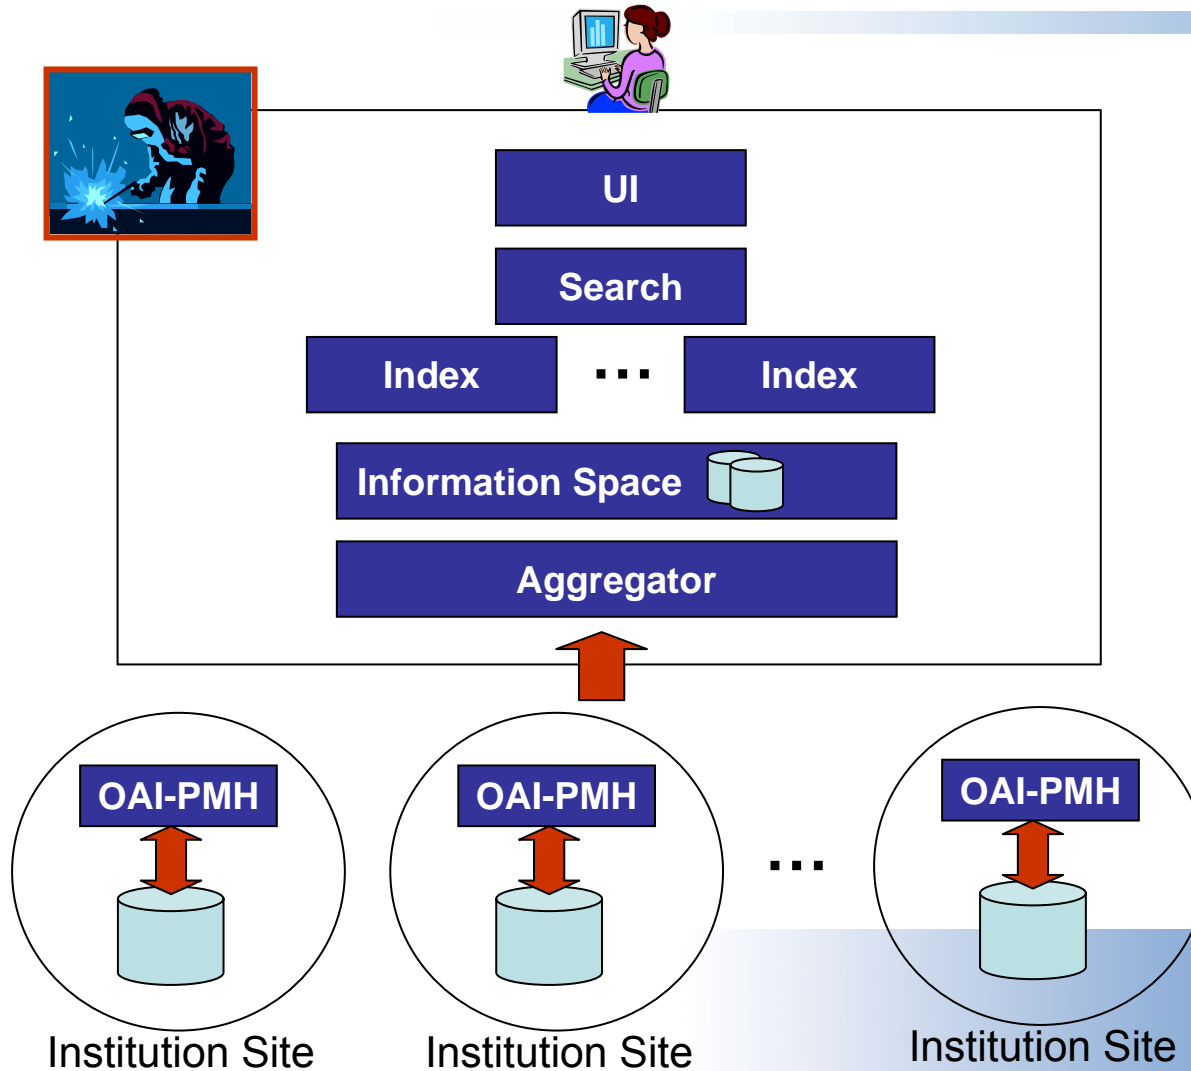 UI
Search
Index ... Index
Information Space
Aggregator
OAI-PMH OAI-PMH ... OAI-PMH
Institution Site Institution Site Institution Site